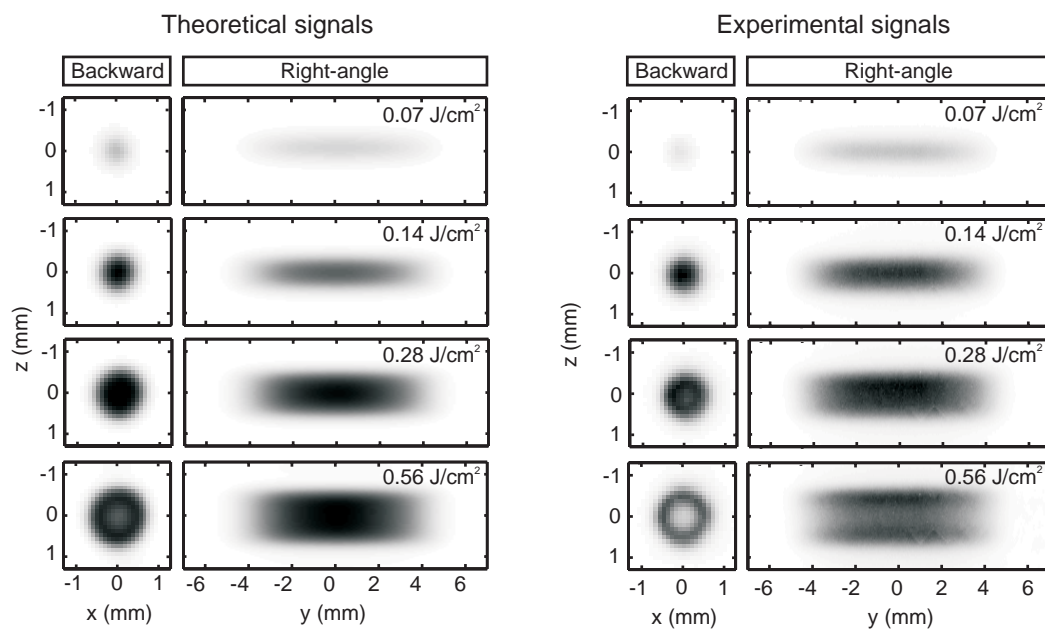 Theoretical signals Experimental signals
Backward Right-angle Backward Right-angle
-1 0.07 J/cm² -1 0.07 J/cm²
0 0
1 1
-1 0.14 J/cm² -1 0.14 J/cm²
0 0
1 1
z (mm) z (mm)
-1 0.28 J/cm² -1 0.28 J/cm²
0 0
1 1
-1 0.56 J/cm² -1 0.56 J/cm²
0 0
1 1
-1 0 1 -6 -4 -2 0 2 4 6 -1 0 1 -6 -4 -2 0 2 4 6
x (mm) y (mm) x (mm) y (mm)